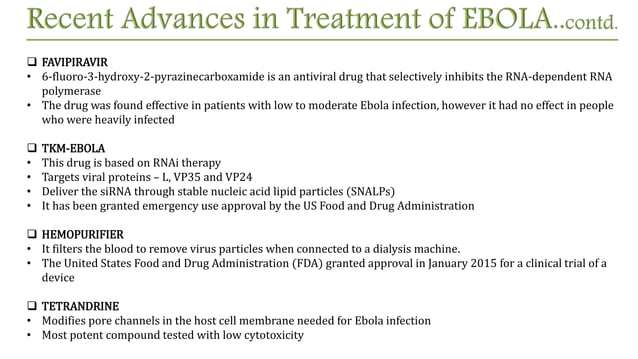 Recent Advances in Treatment of EBOLA..contd.
❑ FAVIPIRAVIR
• 6-fluoro-3-hydroxy-2-pyrazinecarboxamide is an antiviral drug that selectively inhibits the RNA-dependent RNA
polymerase
• The drug was found effective in patients with low to moderate Ebola infection, however it had no effect in people
who were heavily infected
❑ TKM-EBOLA
• This drug is based on RNAi therapy
• Targets viral proteins – L, VP35 and VP24
• Deliver the siRNA through stable nucleic acid lipid particles (SNALPs)
• It has been granted emergency use approval by the US Food and Drug Administration
❑ HEMOPURIFIER
• It filters the blood to remove virus particles when connected to a dialysis machine.
• The United States Food and Drug Administration (FDA) granted approval in January 2015 for a clinical trial of a
device
❑ TETRANDRINE
• Modifies pore channels in the host cell membrane needed for Ebola infection
• Most potent compound tested with low cytotoxicity